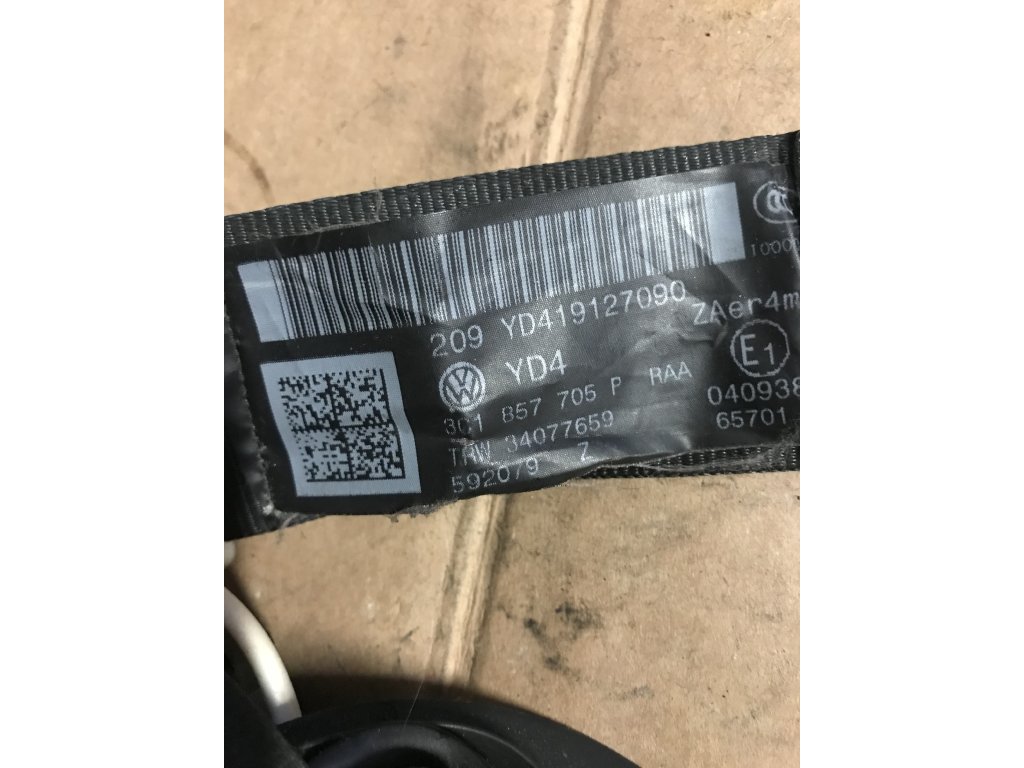 209 YD419127090
ZAer4m
YD4
E1
3C1 857 705 P RAA
040938
TRW 34077659
65701
592079 Z